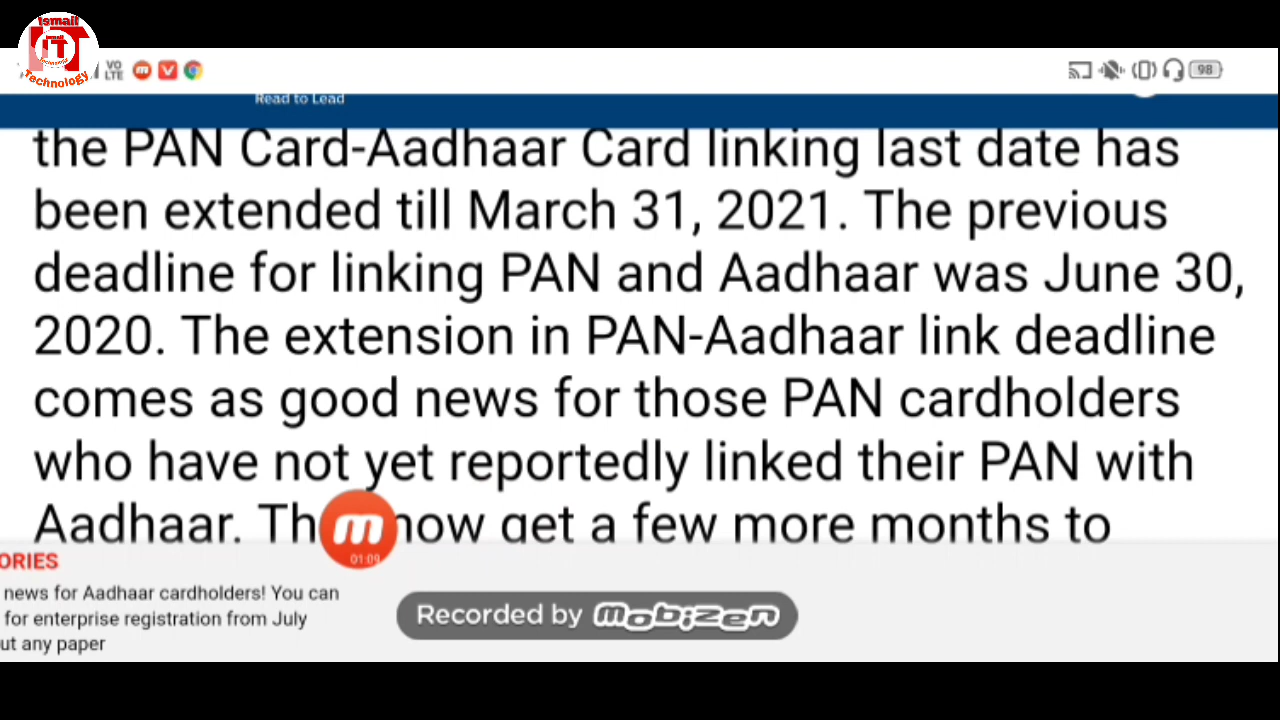 Ismail
IT
Technology
VO
LTE
98
Read to Lead
the PAN Card-Aadhaar Card linking last date has
been extended till March 31, 2021. The previous
deadline for linking PAN and Aadhaar was June 30,
2020. The extension in PAN-Aadhaar link deadline
comes as good news for those PAN cardholders
who have not yet reportedly linked their PAN with
Aadhaar. Th now get a few more months to
01:09
ORIES
news for Aadhaar cardholders! You can
for enterprise registration from July
ut any paper
Recorded by mobizen